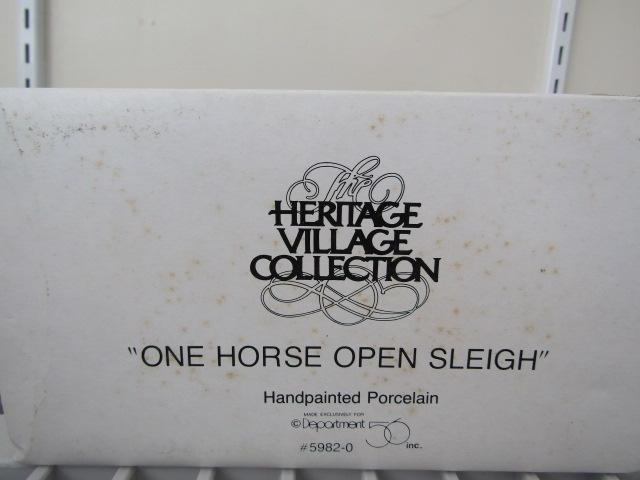 The
HERITAGE
VILLAGE
COLLECTION
"ONE HORSE OPEN SLEIGH"
Handpainted Porcelain
MADE EXCLUSIVELY FOR
©Department 56 inc.
#5982-0